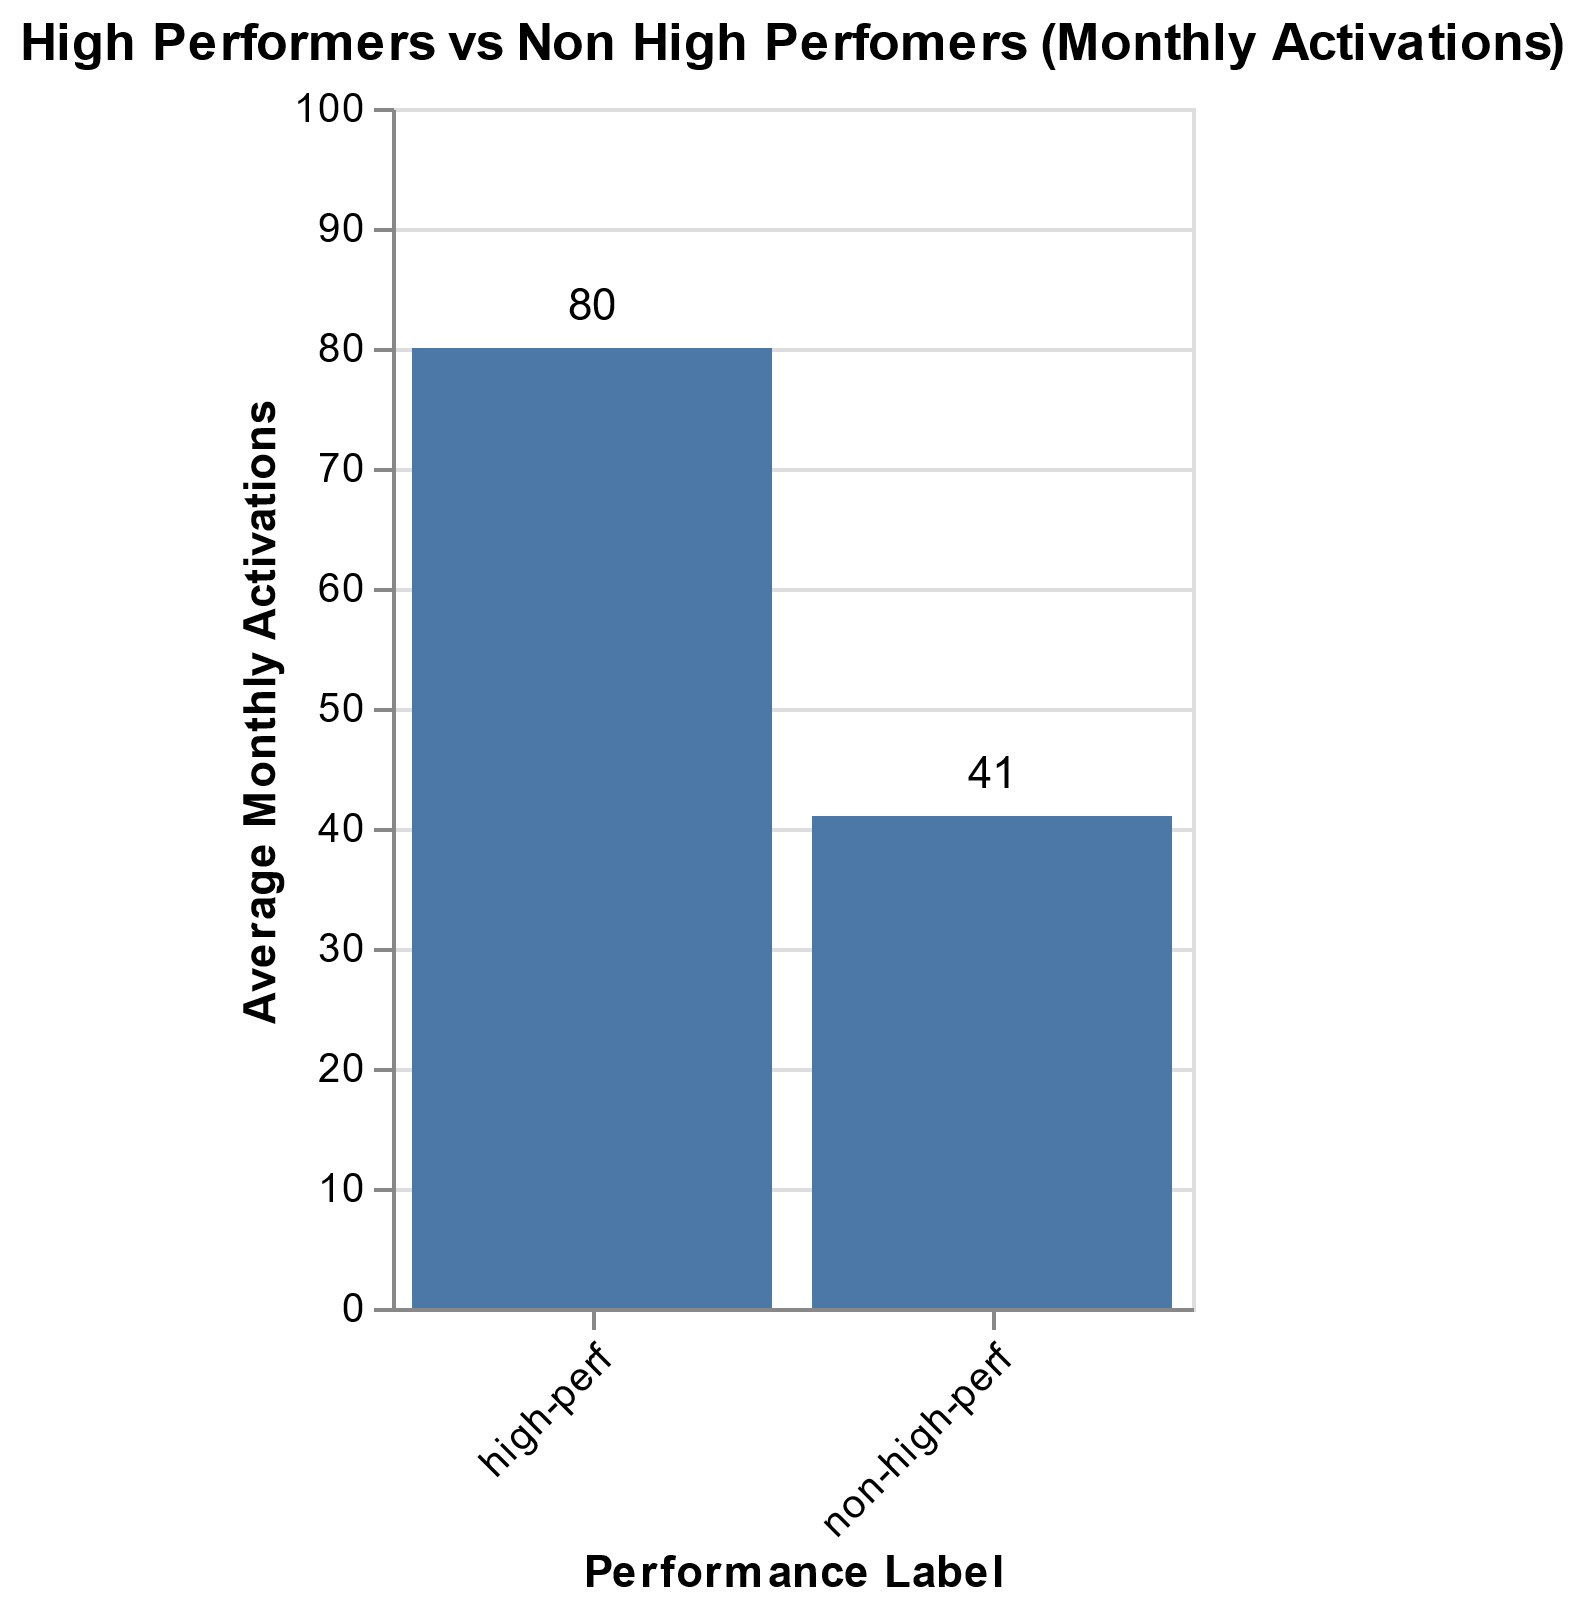 High Performers vs Non High Perfomers (Monthly Activations)
100
90
80
80
70
60
50
41
40
30
20
10
0
Average Monthly Activations
high-perf
non-high-perf
Performance Label